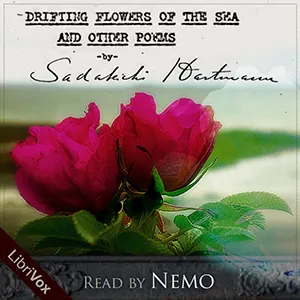 DRIFTING FLOWERS OF THE SEA
AND OTHER POEMS
-by-
Sadakichi Hartmann
LibriVox
READ BY NEMO